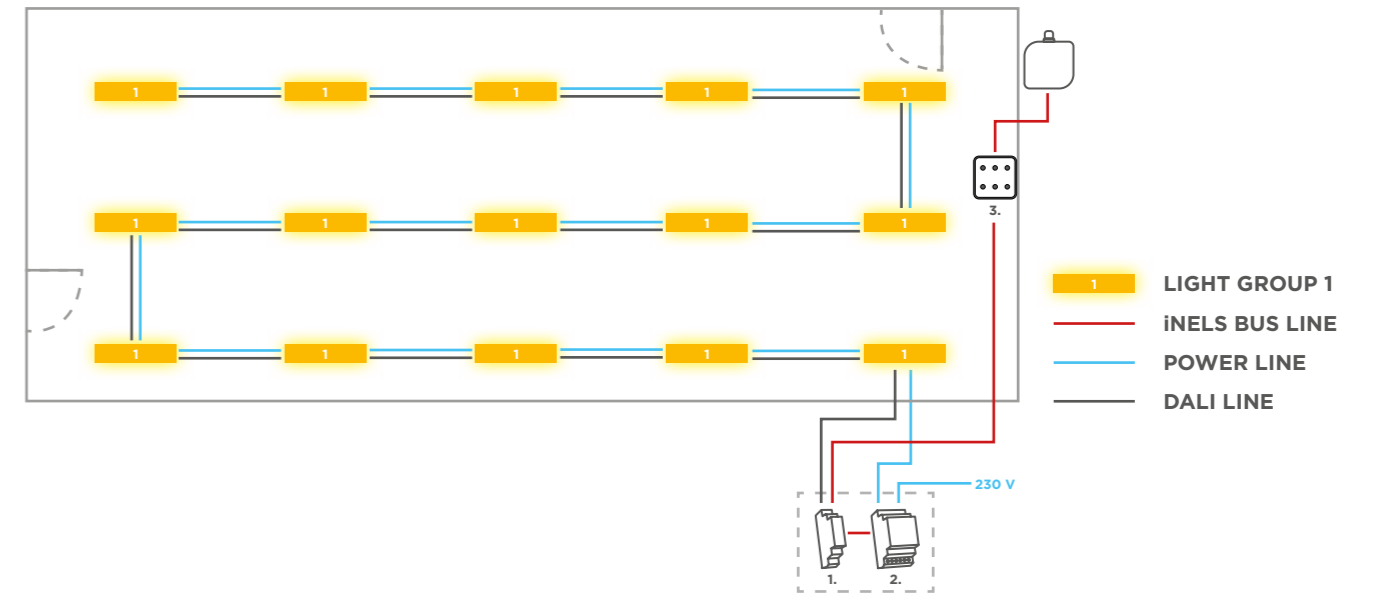 1 1 1 1 1
3.
1 1 1 1 1
1 LIGHT GROUP 1
iNELS BUS LINE
1 1 1 1 1
POWER LINE
DALI LINE
230 V
1. 2.